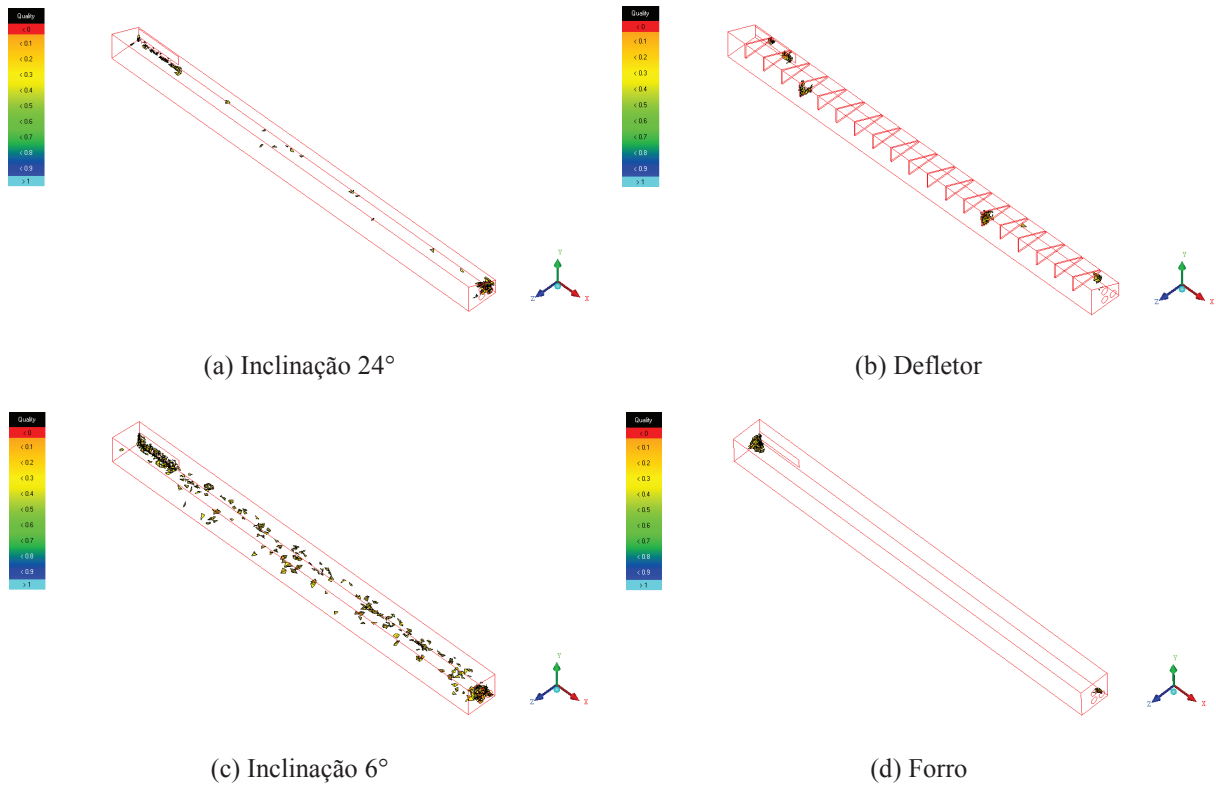 Quality
< 0
< 0.1
< 0.2
< 0.3
< 0.4
< 0.5
< 0.6
< 0.7
< 0.8
< 0.9
> 1
Y
Z
X
(a) Inclinação 24°
Quality
< 0
< 0.1
< 0.2
< 0.3
< 0.4
< 0.5
< 0.6
< 0.7
< 0.8
< 0.9
> 1
Y
Z
X
(b) Defletor
Quality
< 0
< 0.1
< 0.2
< 0.3
< 0.4
< 0.5
< 0.6
< 0.7
< 0.8
< 0.9
> 1
Y
Z
X
(c) Inclinação 6°
Quality
< 0
< 0.1
< 0.2
< 0.3
< 0.4
< 0.5
< 0.6
< 0.7
< 0.8
< 0.9
> 1
Y
Z
X
(d) Forro